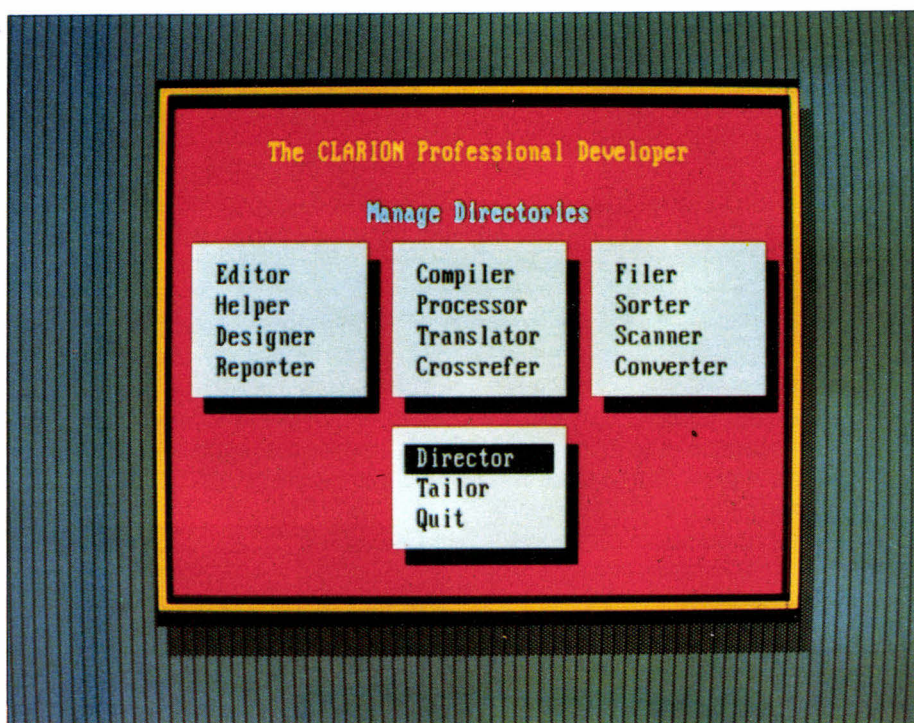 The CLARION Professional Developer
Manage Directories
Editor
Helper
Designer
Reporter
Compiler
Processor
Translator
Crossrefer
Filer
Sorter
Scanner
Converter
Director
Tailor
Quit